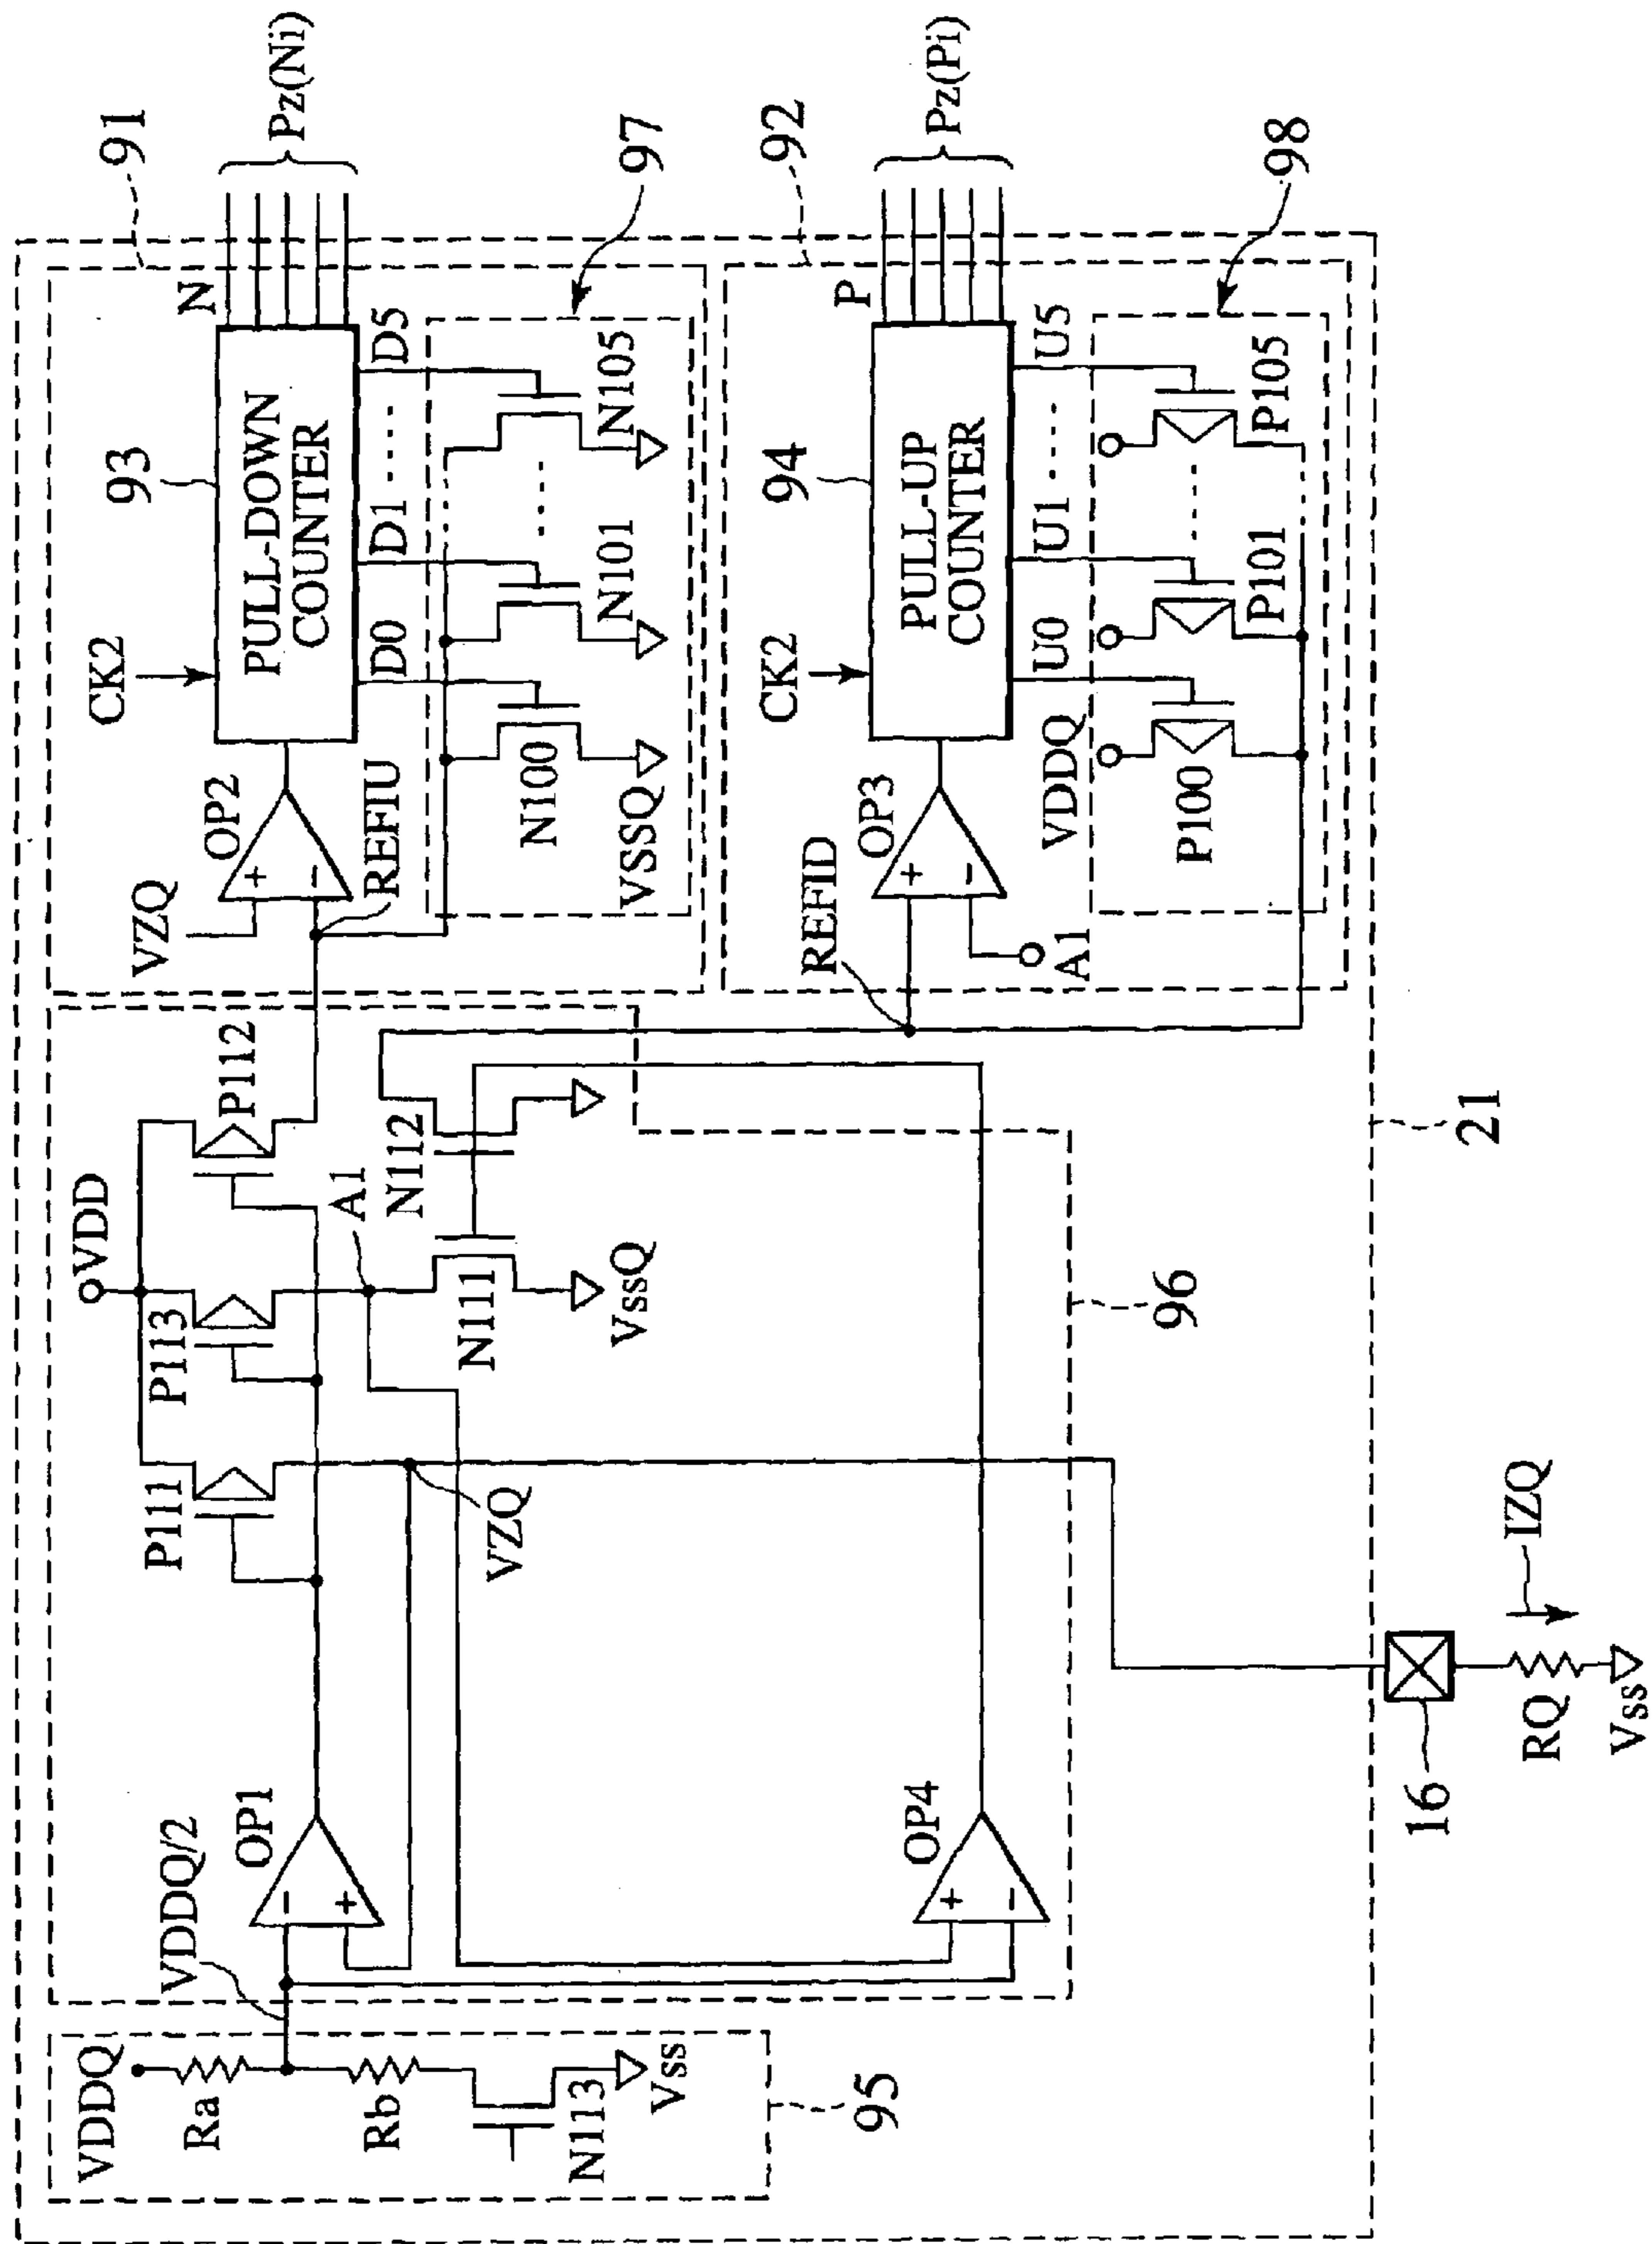 91
Pz(Ni)
97
N
93
PULL-DOWN
COUNTER
CK2
D0
D1
D5
N100
N101
N105
VSSQ
OP2
+
−
VZQ
REFIU
92
Pz(Pi)
98
P
94
PULL-UP
COUNTER
CK2
U0
U1
U5
VDDQ
P100
P101
P105
OP3
+
−
REFID
A1
VDD
P111
P113
P112
A1
N112
N111
VssQ
VZQ
96
21
OP1
−
+
VDDQ/2
OP4
+
−
VDDQ
Ra
Rb
N113
Vss
95
16
RQ
IZQ
Vss